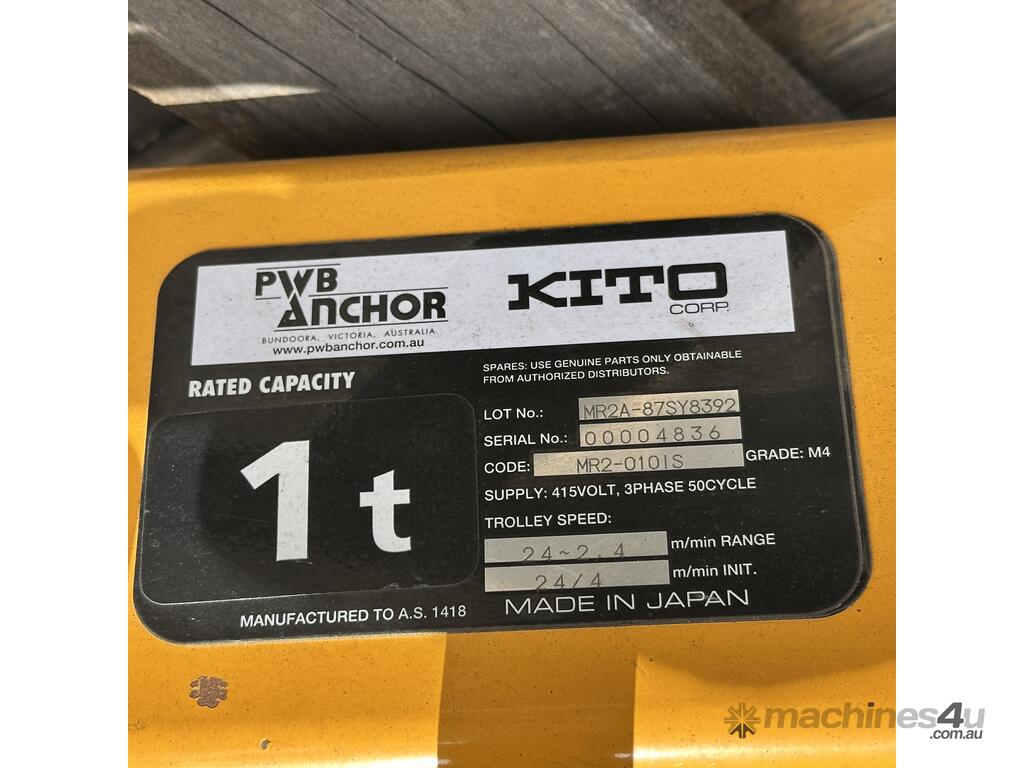 PWB
ANCHOR
BUNDOORA, VICTORIA, AUSTRALIA.
www.pwbanchor.com.au
KITO
CORP.
RATED CAPACITY
1 t
MANUFACTURED TO A.S. 1418
SPARES: USE GENUINE PARTS ONLY OBTAINABLE
FROM AUTHORIZED DISTRIBUTORS.
LOT No.: MR2A-87SY8392
SERIAL No.: 00004836
CODE: MR2-010IS GRADE: M4
SUPPLY: 415VOLT, 3PHASE 50CYCLE
TROLLEY SPEED:
24~2.4 m/min RANGE
24/4 m/min INIT.
MADE IN JAPAN
machines4u
.com.au